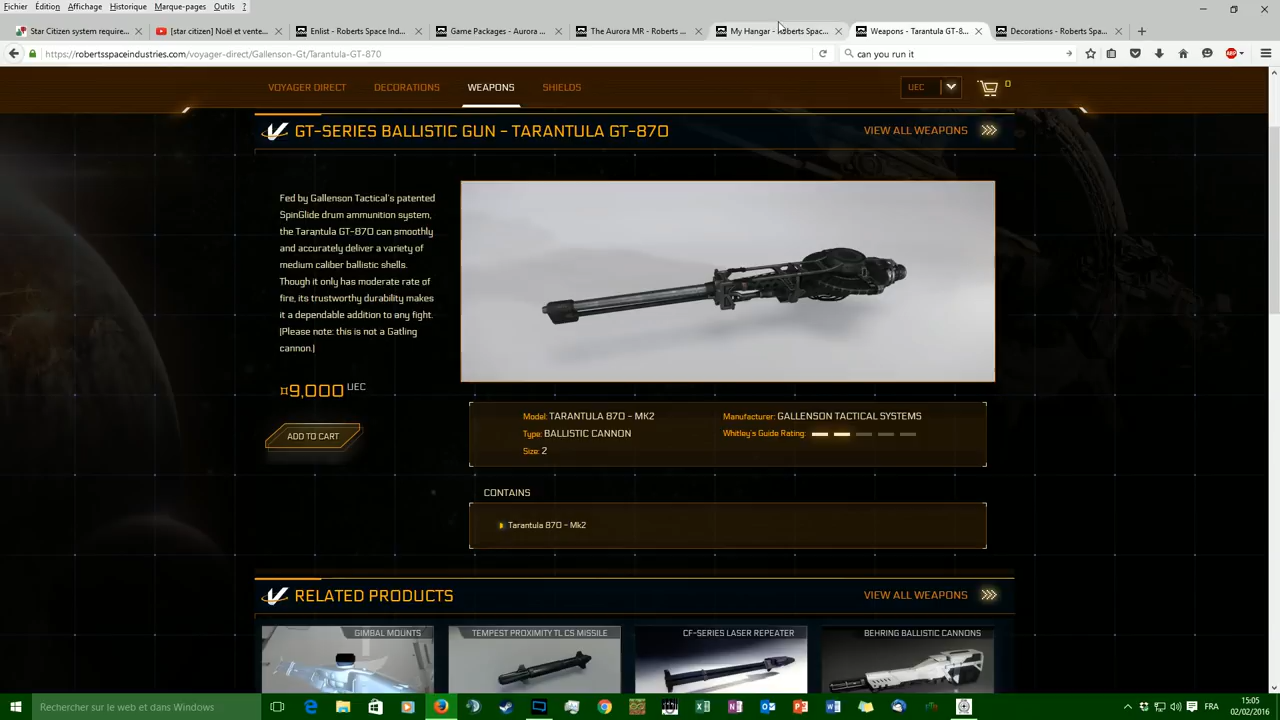 Fichier Édition Affichage Historique Marque-pages Outils ?
Star Citizen system require...
[star citizen] Noël et vente...
Enlist - Roberts Space Ind...
Game Packages - Aurora ...
The Aurora MR - Roberts ...
My Hangar - Roberts Spac...
Weapons - Tarantula GT-8...
Decorations - Roberts Spa...
https://robertsspaceindustries.com/voyager-direct/Gallenson-Gt/Tarantula-GT-870
can you run it
ABP
VOYAGER DIRECT DECORATIONS WEAPONS SHIELDS
UEC 0
GT-SERIES BALLISTIC GUN - TARANTULA GT-870
VIEW ALL WEAPONS
Fed by Gallenson Tactical's patented
SpinGlide drum ammunition system,
the Tarantula GT-870 can smoothly
and accurately deliver a variety of
medium caliber ballistic shells.
Though it only has moderate rate of
fire, its trustworthy durability makes
it a dependable addition to any fight.
[Please note: this is not a Gatling
cannon.]
¤9,000 UEC
ADD TO CART
Model: TARANTULA 870 - MK2
Type: BALLISTIC CANNON
Size: 2
Manufacturer: GALLENSON TACTICAL SYSTEMS
Whitley's Guide Rating:
CONTAINS
Tarantula 870 - Mk2
RELATED PRODUCTS
VIEW ALL WEAPONS
GIMBAL MOUNTS
TEMPEST PROXIMITY TL CS MISSILE
CF-SERIES LASER REPEATER
BEHRING BALLISTIC CANNONS
Rechercher sur le web et dans Windows
FRA
15:05
02/02/2016